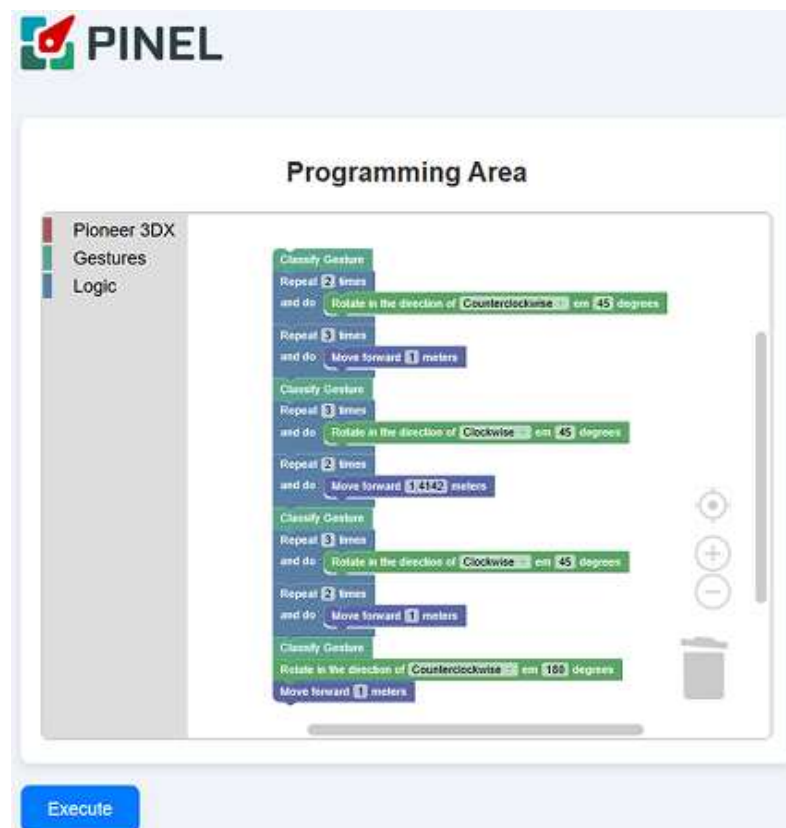 PINEL
Programming Area
Pioneer 3DX
Gestures
Logic
Classify Gesture
Repeat 2 times
and do Rotate in the direction of Counterclockwise em 45 degrees
Repeat 3 times
and do Move forward 1 meters
Classify Gesture
Repeat 3 times
and do Rotate in the direction of Clockwise em 45 degrees
Repeat 2 times
and do Move forward 1,4142 meters
Classify Gesture
Repeat 3 times
and do Rotate in the direction of Clockwise em 45 degrees
Repeat 2 times
and do Move forward 1 meters
Classify Gesture
Rotate in the direction of Counterclockwise em 180 degrees
Move forward 1 meters
Execute